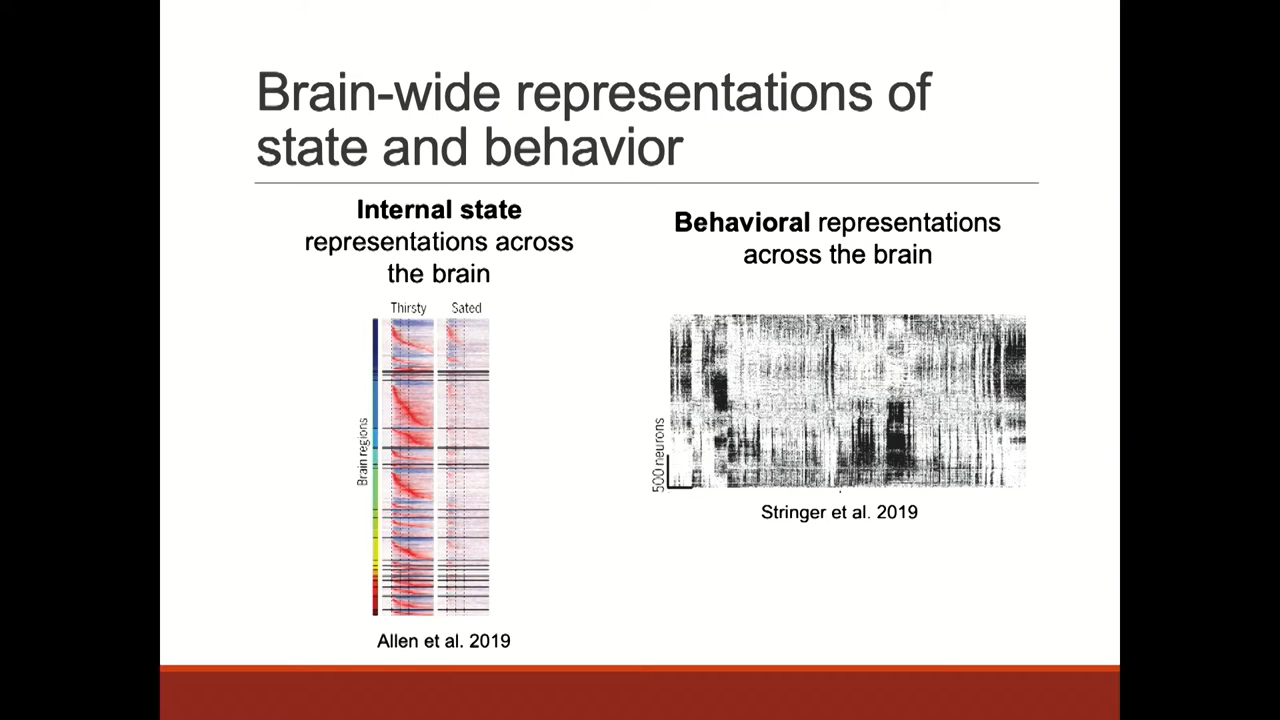 Brain-wide representations of
state and behavior
Internal state
representations across
the brain
Thirsty Sated
Brain regions
Allen et al. 2019
Behavioral representations
across the brain
500 neurons
Stringer et al. 2019